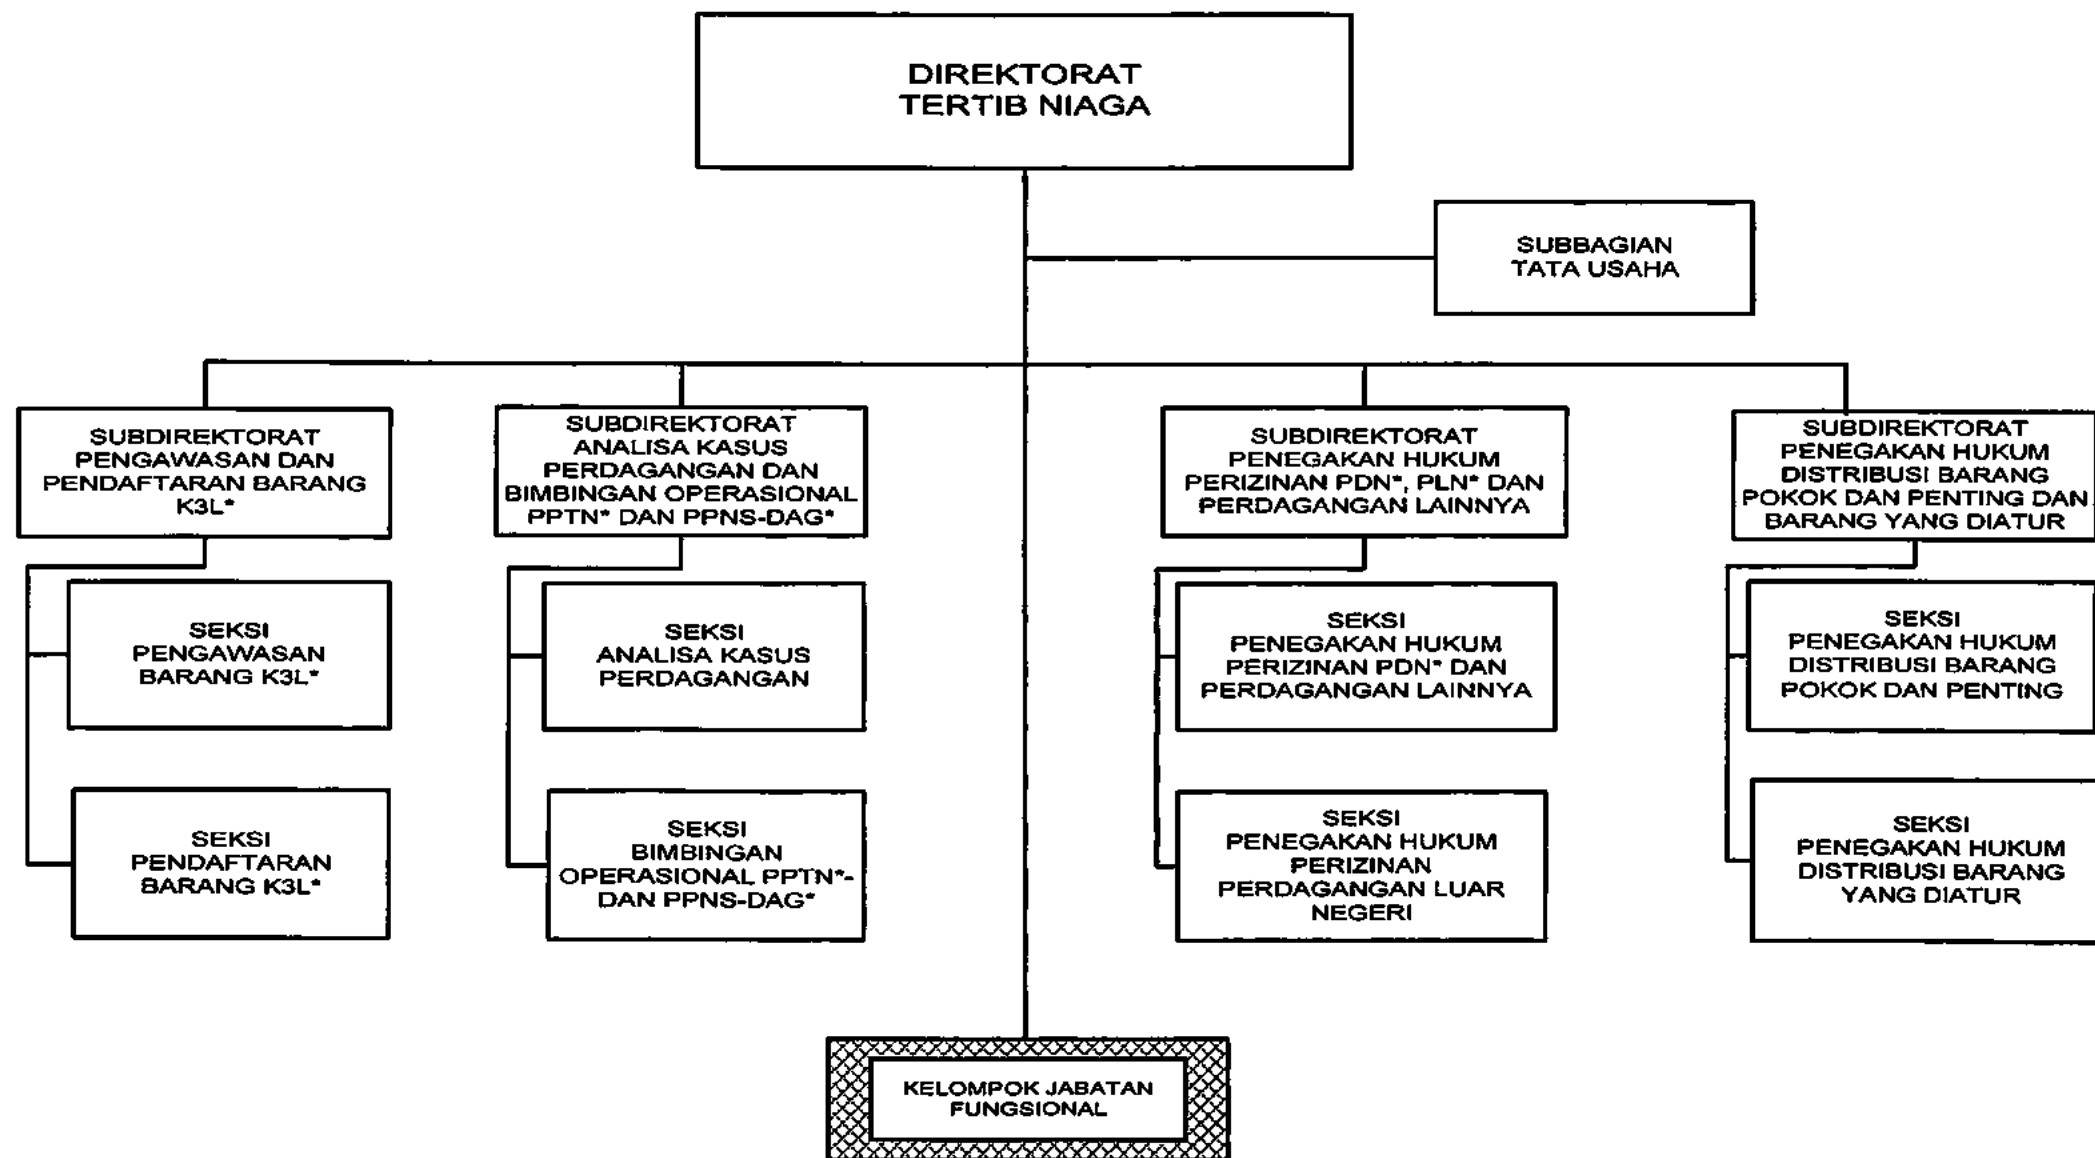 DIREKTORAT
TERTIB NIAGA
SUBBAGIAN
TATA USAHA
SUBDIREKTORAT
PENGAWASAN DAN
PENDAFTARAN BARANG
K3L*
SUBDIREKTORAT
ANALISA KASUS
PERDAGANGAN DAN
BIMBINGAN OPERASIONAL
PPTN* DAN PPNS-DAG*
SUBDIREKTORAT
PENEGAKAN HUKUM
PERIZINAN PDN*, PLN* DAN
PERDAGANGAN LAINNYA
SUBDIREKTORAT
PENEGAKAN HUKUM
DISTRIBUSI BARANG
POKOK DAN PENTING DAN
BARANG YANG DIATUR
SEKSI
PENGAWASAN
BARANG K3L*
SEKSI
ANALISA KASUS
PERDAGANGAN
SEKSI
PENEGAKAN HUKUM
PERIZINAN PDN* DAN
PERDAGANGAN LAINNYA
SEKSI
PENEGAKAN HUKUM
DISTRIBUSI BARANG
POKOK DAN PENTING
SEKSI
PENDAFTARAN
BARANG K3L*
SEKSI
BIMBINGAN
OPERASIONAL PPTN*-
DAN PPNS-DAG*
SEKSI
PENEGAKAN HUKUM
PERIZINAN
PERDAGANGAN LUAR
NEGERI
SEKSI
PENEGAKAN HUKUM
DISTRIBUSI BARANG
YANG DIATUR
KELOMPOK JABATAN
FUNGSIONAL